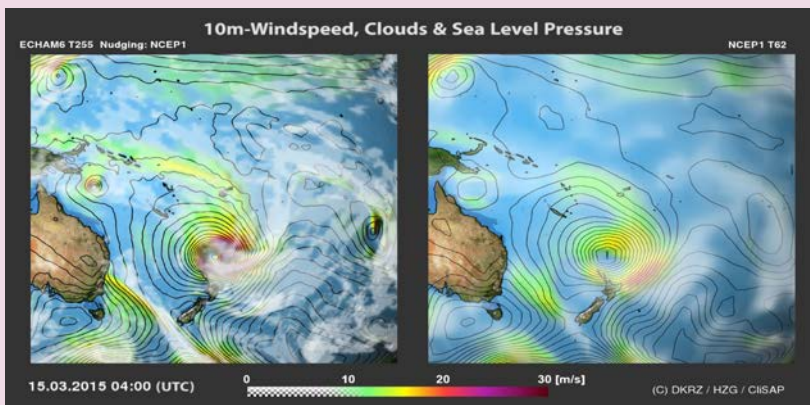 10m-Windspeed, Clouds & Sea Level Pressure
ECHAM6 T255 Nudging: NCEP1
NCEP1 T62
15.03.2015 04:00 (UTC)
0 10 20 30 [m/s]
(C) DKRZ / HZG / CliSAP